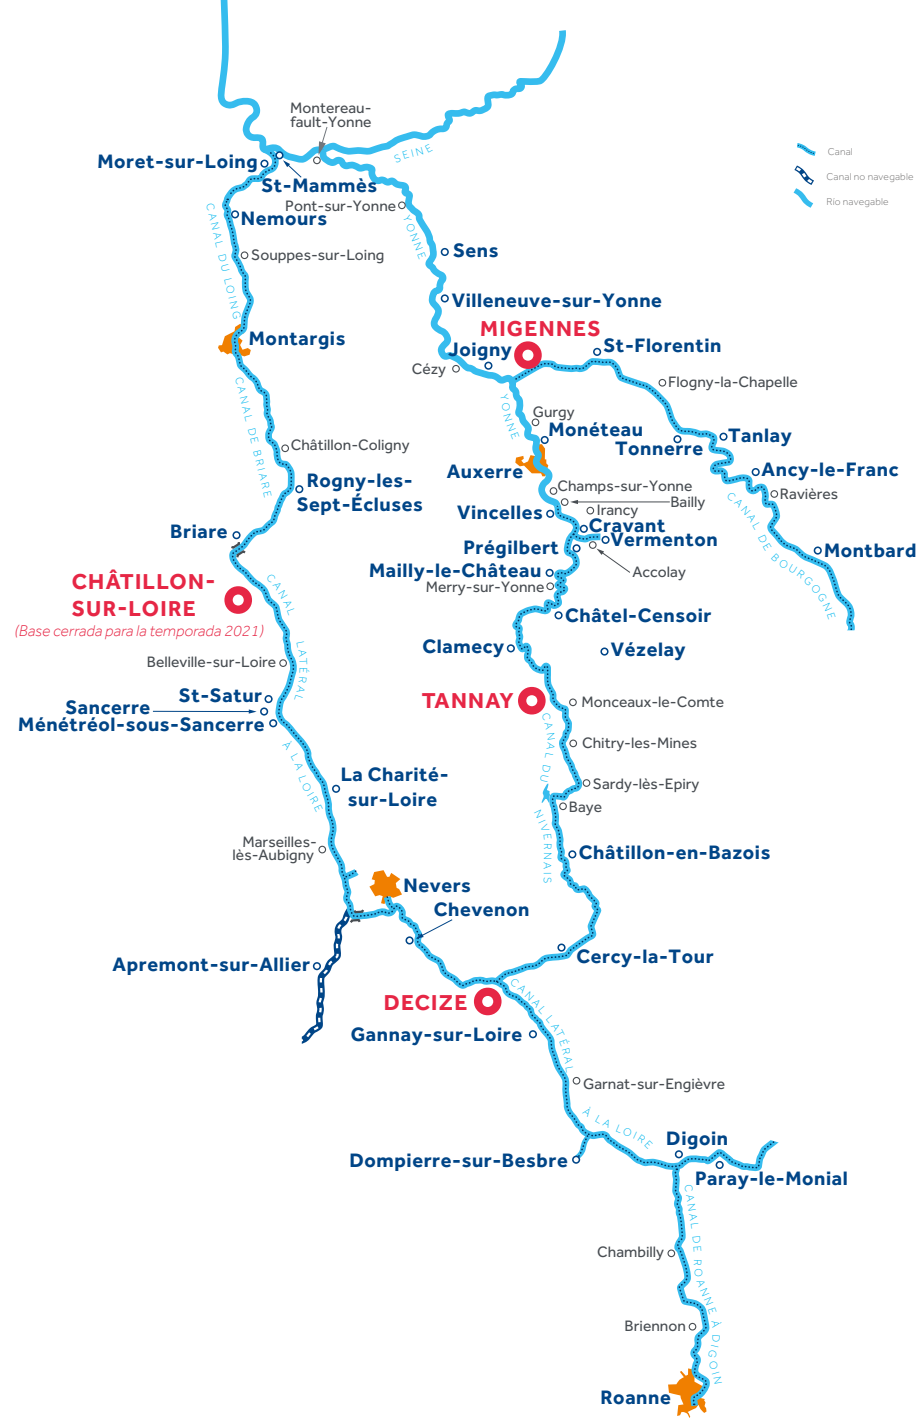 Montereau-
fault-Yonne
SEINE
Canal
Canal no navegable
Río navegable
Moret-sur-Loing
St-Mammès
Pont-sur-Yonne
Nemours
YONNE
CANAL DU LOING
Souppes-sur-Loing
Sens
Villeneuve-sur-Yonne
MIGENNES
Montargis
Joigny
St-Florentin
Cézy
Flogny-la-Chapelle
CANAL DE BRIARE
YONNE
Gurgy
Monéteau
Tonnerre
Tanlay
Châtillon-Coligny
Auxerre
Ancy-le-Franc
Rogny-les-
Sept-Écluses
Champs-sur-Yonne
Bailly
Ravières
Irancy
Vincelles
Cravant
CANAL DE BOURGOGNE
Briare
Vermenton
Prégilbert
Montbard
Mailly-le-Château
Accolay
Merry-sur-Yonne
CHÂTILLON-
SUR-LOIRE
(Base cerrada para la temporada 2021)
CANAL
LATÉRAL
À LA LOIRE
Châtel-Censoir
Clamecy
Vézelay
Belleville-sur-Loire
St-Satur
Sancerre
Ménétréol-sous-Sancerre
TANNAY
Monceaux-le-Comte
CANAL DU
NIVERNAIS
Chitry-les-Mines
La Charité-
sur-Loire
Sardy-lès-Epiry
Baye
Marseilles-
lès-Aubigny
Châtillon-en-Bazois
Nevers
Chevenon
Apremont-sur-Allier
Cercy-la-Tour
DECIZE
CANAL LATÉRAL
À LA LOIRE
Gannay-sur-Loire
Garnat-sur-Engièvre
Digoin
Dompierre-sur-Besbre
Paray-le-Monial
CANAL DE ROANNE À DIGOIN
Chambilly
Briennon
Roanne